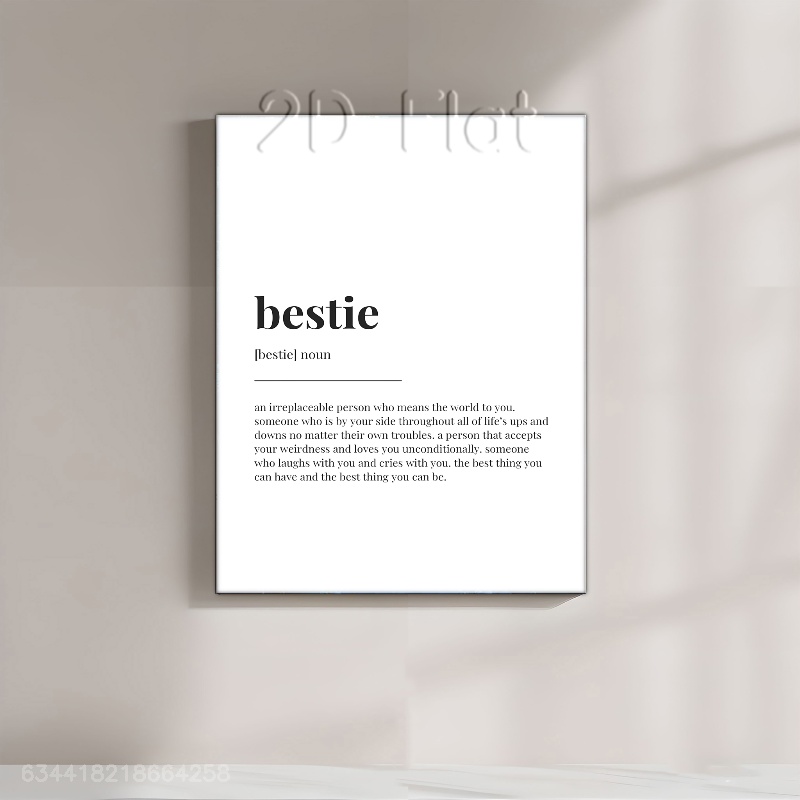 2D Flat
bestie
[bestie] noun
an irreplaceable person who means the world to you.
someone who is by your side throughout all of life's ups and
downs no matter their own troubles. a person that accepts
your weirdness and loves you unconditionally. someone
who laughs with you and cries with you. the best thing you
can have and the best thing you can be.
634418218664258